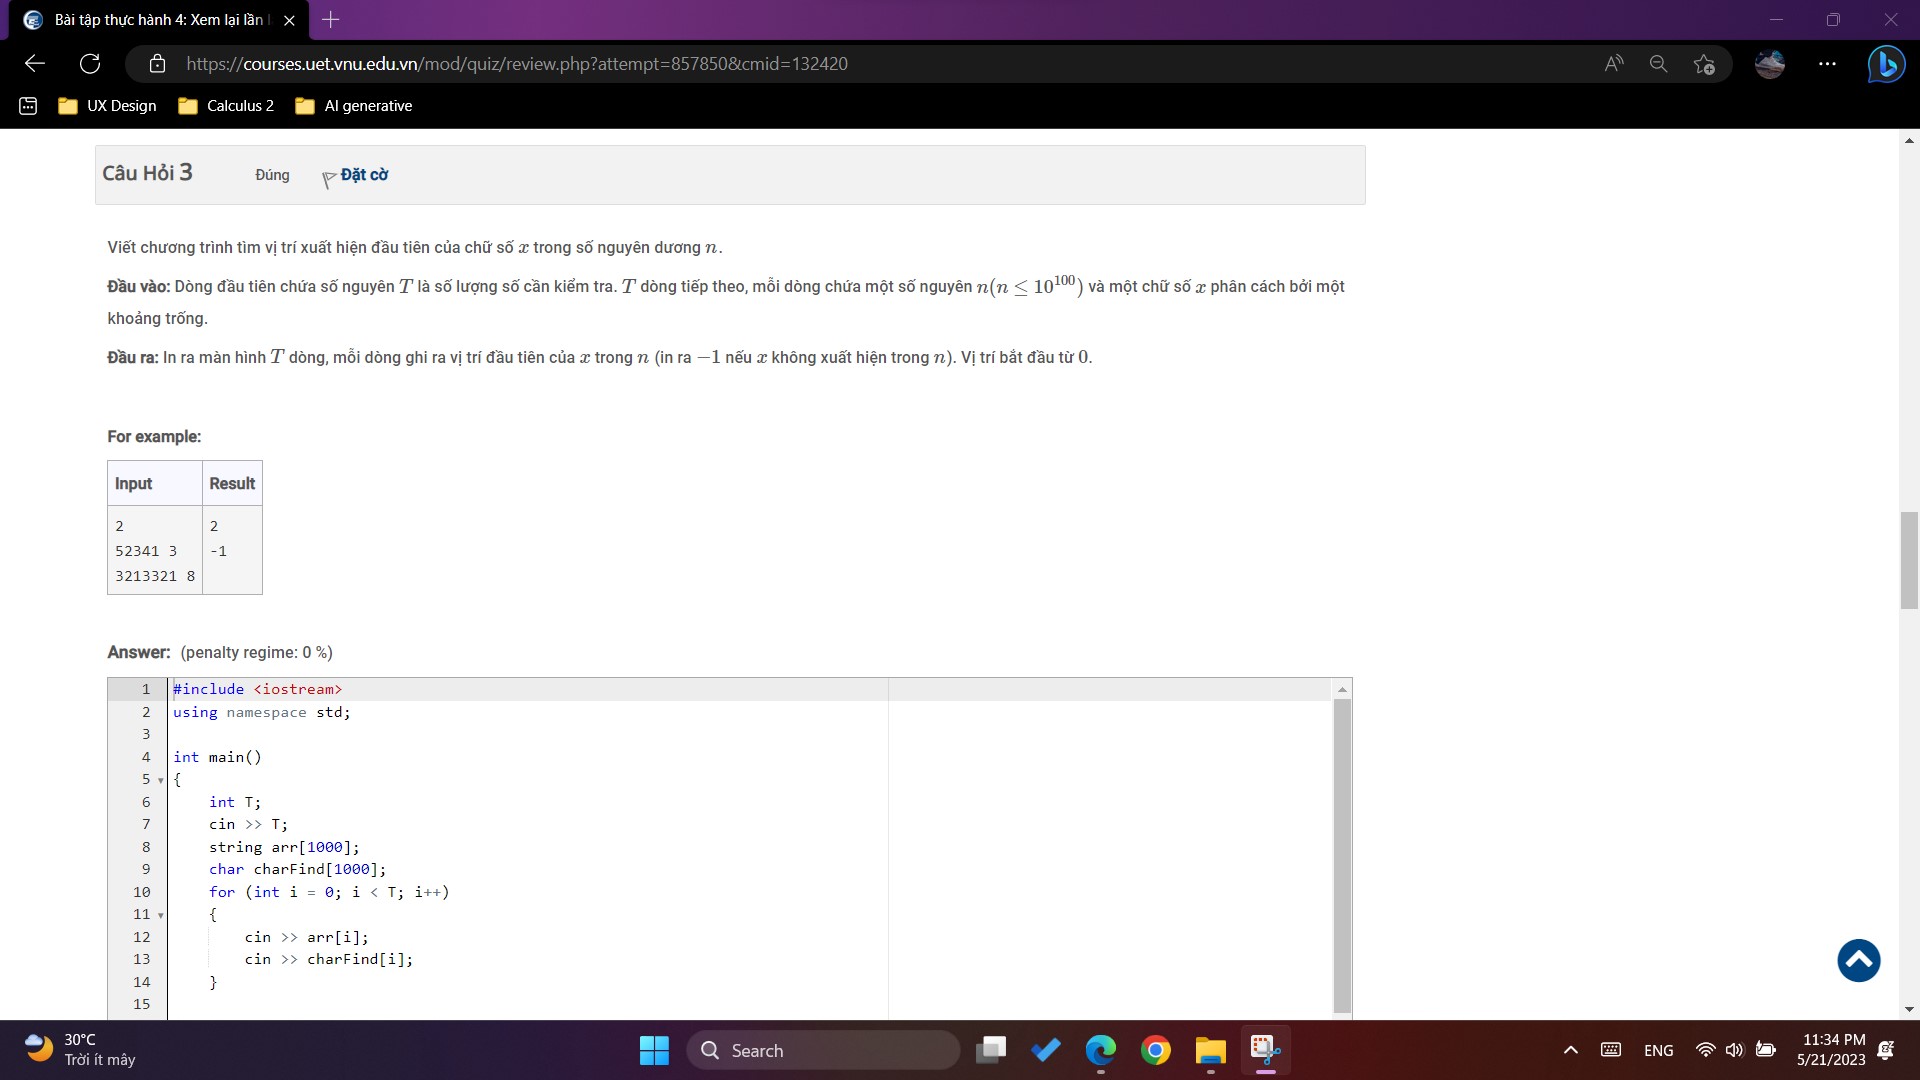 Bài tập thực hành 4: Xem lại lần l
https://courses.uet.vnu.edu.vn/mod/quiz/review.php?attempt=857850&cmid=132420
UX Design
Calculus 2
AI generative
Câu Hỏi 3
Đúng
Đặt cờ
Viết chương trình tìm vị trí xuất hiện đầu tiên của chữ số x trong số nguyên dương n.
Đầu vào: Dòng đầu tiên chứa số nguyên T là số lượng số cần kiểm tra. T dòng tiếp theo, mỗi dòng chứa một số nguyên n(n ≤ 10^100) và một chữ số x phân cách bởi một
khoảng trống.
Đầu ra: In ra màn hình T dòng, mỗi dòng ghi ra vị trí đầu tiên của x trong n (in ra −1 nếu x không xuất hiện trong n). Vị trí bắt đầu từ 0.
For example:
Input Result
2 2
52341 3 -1
3213321 8
Answer: (penalty regime: 0 %)
1 #include <iostream>
2 using namespace std;
3
4 int main()
5 {
6 int T;
7 cin >> T;
8 string arr[1000];
9 char charFind[1000];
10 for (int i = 0; i < T; i++)
11 {
12 cin >> arr[i];
13 cin >> charFind[i];
14 }
15
30°C
Trời ít mây
Search
ENG
11:34 PM
5/21/2023